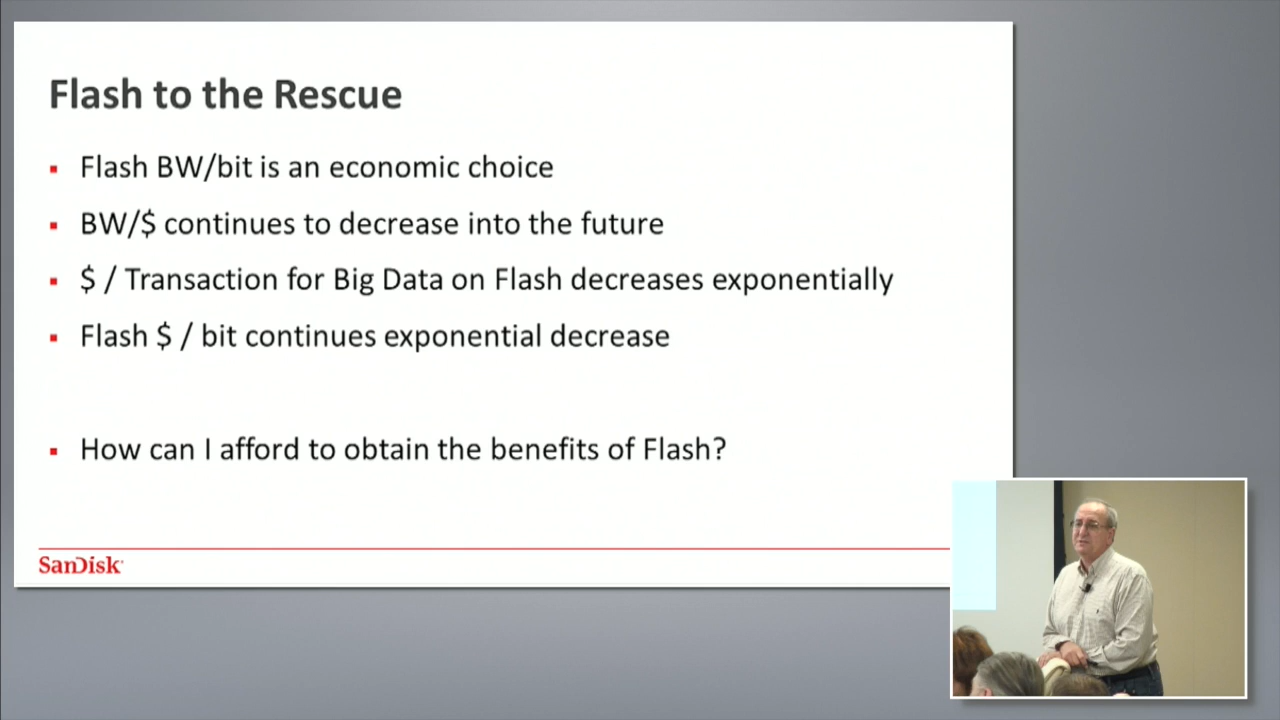 Flash to the Rescue
Flash BW/bit is an economic choice
BW/$ continues to decrease into the future
$ / Transaction for Big Data on Flash decreases exponentially
Flash $ / bit continues exponential decrease
How can I afford to obtain the benefits of Flash?
SanDisk